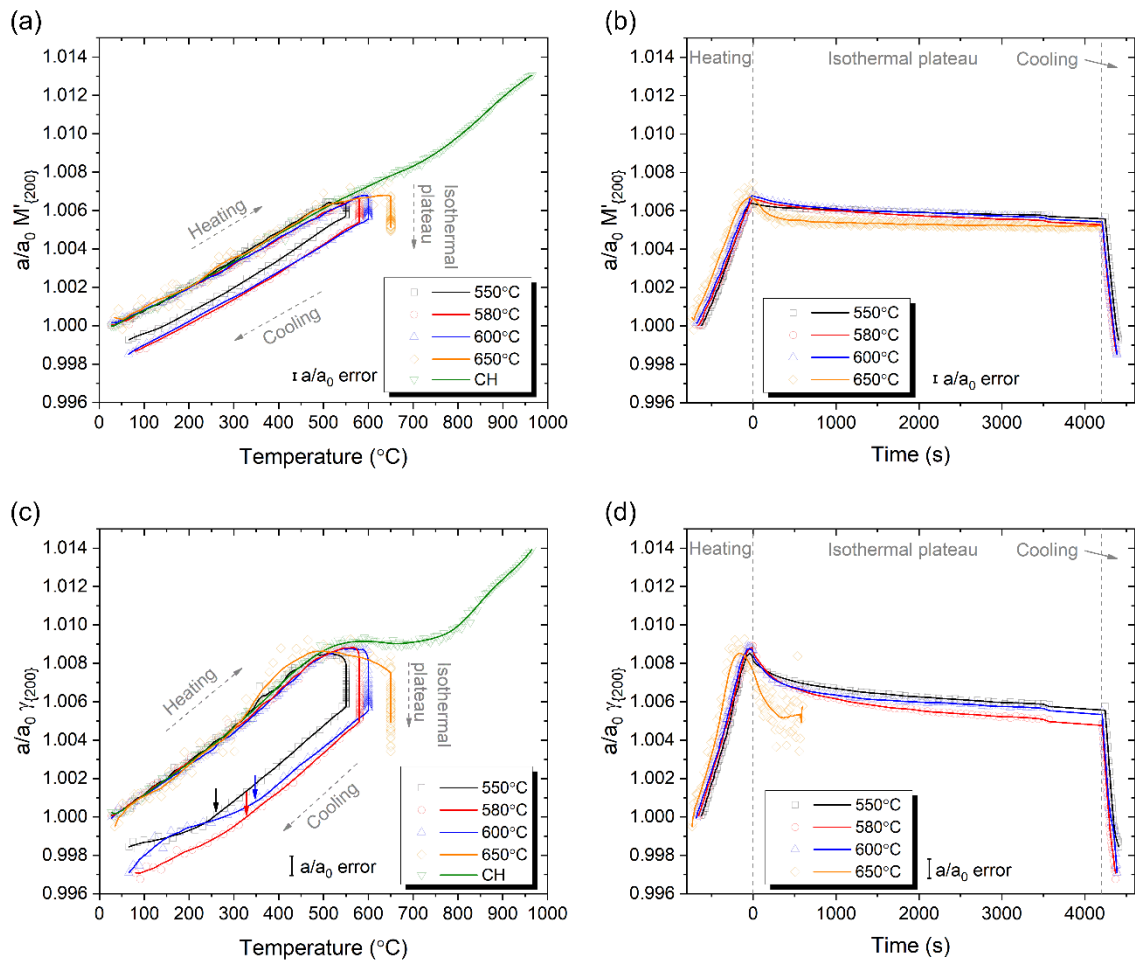 (a)
a/a₀ M'{200}
1.014
1.012
1.010
1.008
1.006
1.004
1.002
1.000
0.998
0.996
Heating
Isothermal
plateau
Cooling
550°C
580°C
600°C
650°C
CH
a/a₀ error
0 100 200 300 400 500 600 700 800 900 1000
Temperature (°C)
(b)
a/a₀ M'{200}
1.014
1.012
1.010
1.008
1.006
1.004
1.002
1.000
0.998
0.996
Heating Isothermal plateau Cooling
550°C
580°C
600°C
650°C
a/a₀ error
0 1000 2000 3000 4000
Time (s)
(c)
a/a₀ γ{200}
1.014
1.012
1.010
1.008
1.006
1.004
1.002
1.000
0.998
0.996
Heating
Isothermal
plateau
Cooling
550°C
580°C
600°C
650°C
CH
a/a₀ error
0 100 200 300 400 500 600 700 800 900 1000
Temperature (°C)
(d)
a/a₀ γ{200}
1.014
1.012
1.010
1.008
1.006
1.004
1.002
1.000
0.998
0.996
Heating Isothermal plateau Cooling
550°C
580°C
600°C
650°C
a/a₀ error
0 1000 2000 3000 4000
Time (s)